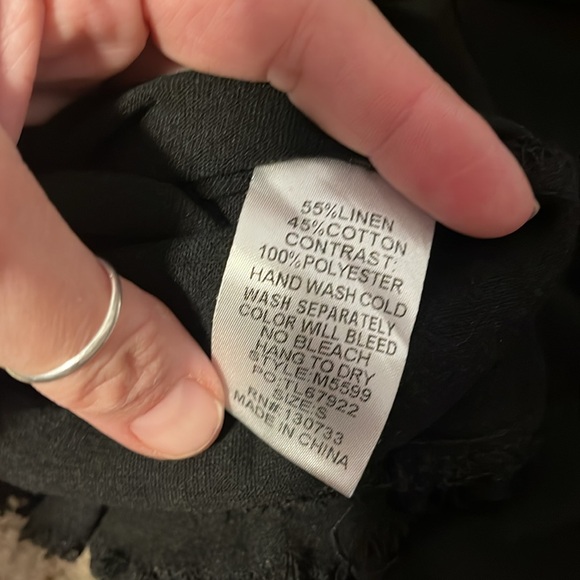 55%LINEN
45%COTTON
CONTRAST:
100%POLYESTER
HAND WASH COLD
WASH SEPARATELY
COLOR WILL BLEED
NO BLEACH
HANG TO DRY
STYLE:M5599
PO:TL67922
SIZE:S
RN# 130733
MADE IN CHINA